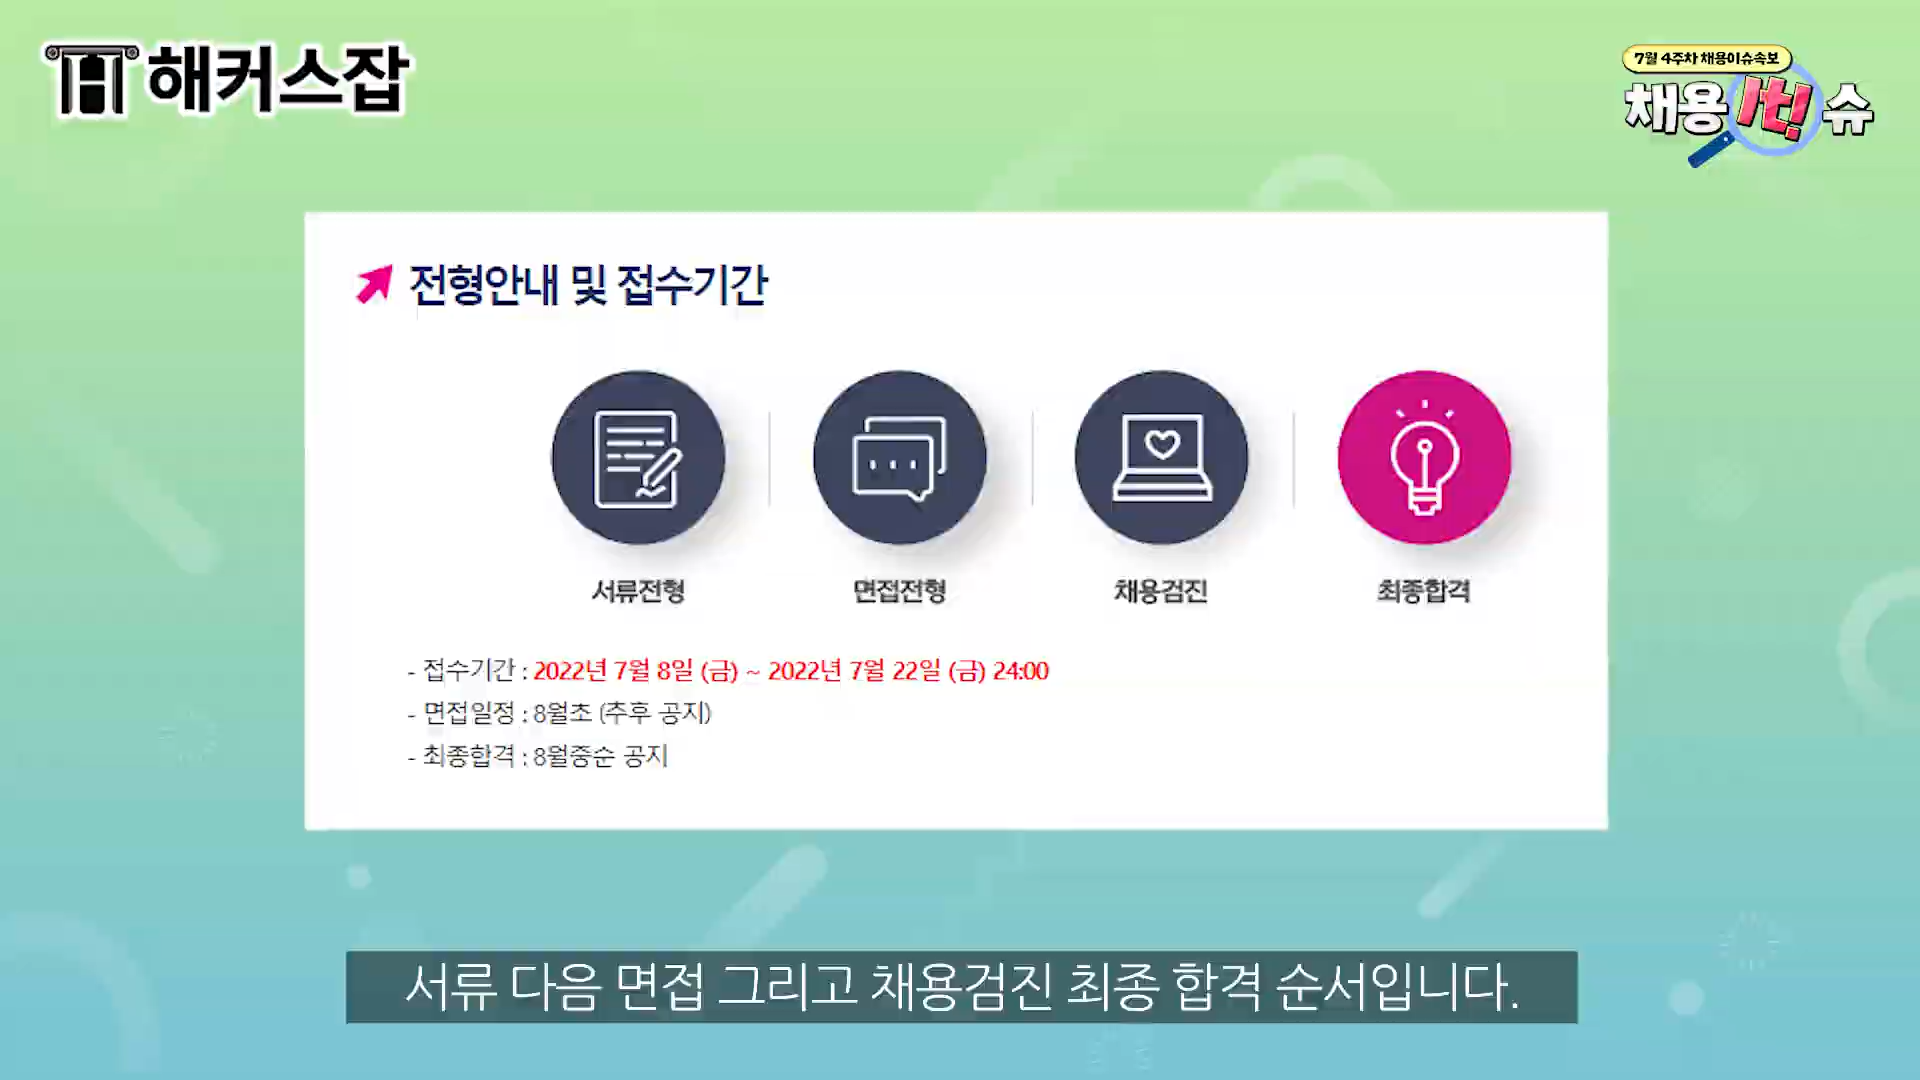 해커스잡
7월 4주차 채용이슈속보
채용 잇! 슈
전형안내 및 접수기간
서류전형
면접전형
채용검진
최종합격
- 접수기간 : 2022년 7월 8일 (금) ~ 2022년 7월 22일 (금) 24:00
- 면접일정 : 8월초 (추후 공지)
- 최종합격 : 8월중순 공지
서류 다음 면접 그리고 채용검진 최종 합격 순서입니다.